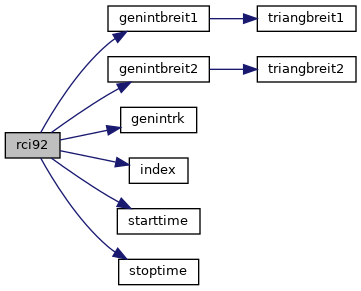 genintbreit1
triangbreit1
genintbreit2
triangbreit2
genintrk
rci92
index
starttime
stoptime